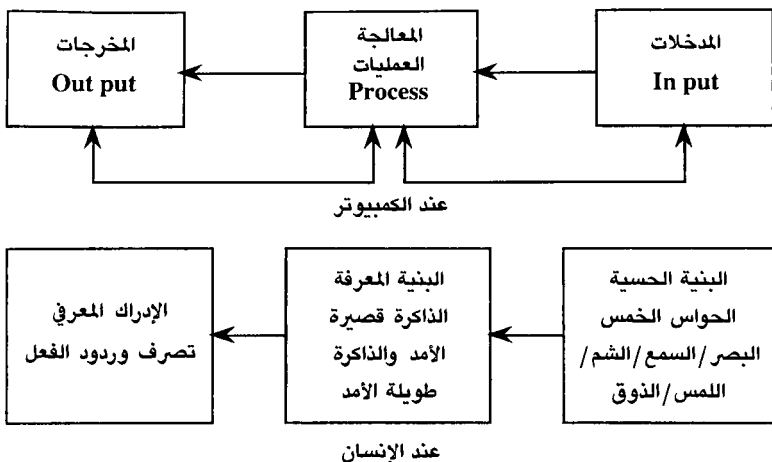 المدخلات
In put
المعالجة
العمليات
Process
المخرجات
Out put
عند الكمبيوتر
البنية الحسية
الحواس الخمس
البصر/السمع/الشم/
اللمس/الذوق
البنية المعرفة
الذاكرة قصيرة
الأمد والذاكرة
طويلة الأمد
الإدراك المعرفي
تصرف وردود الفعل
عند الإنسان